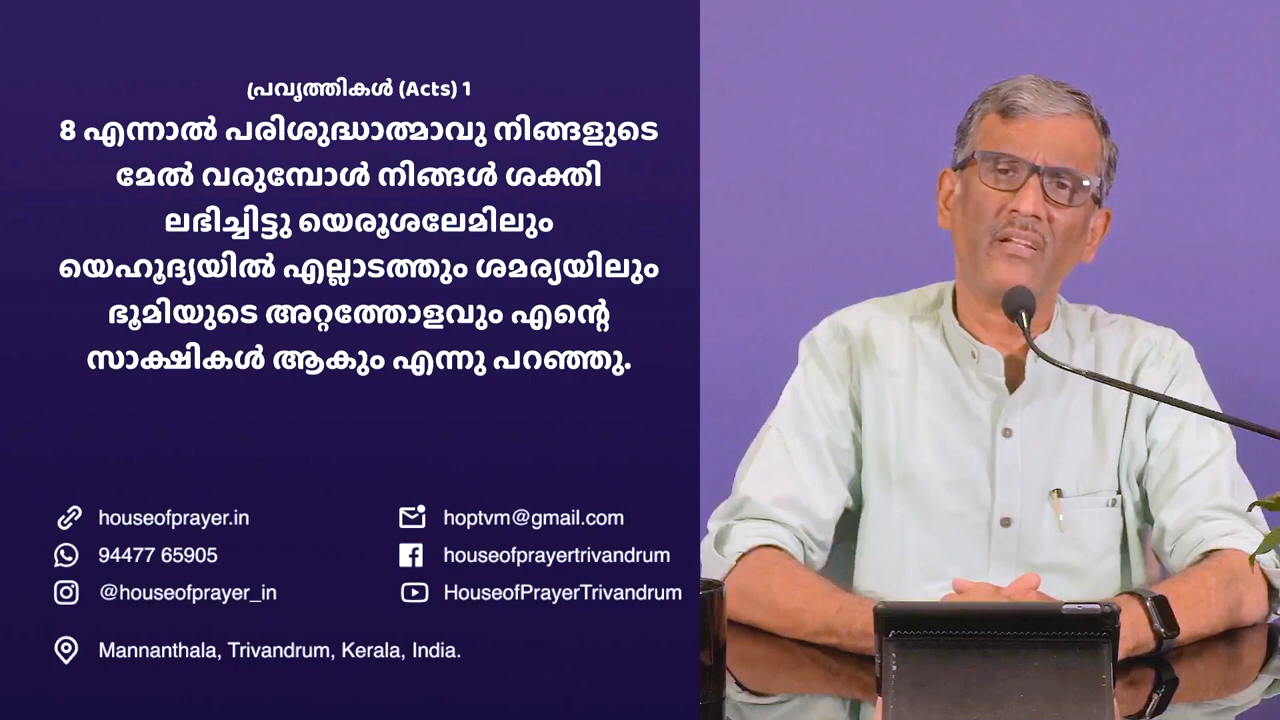 പ്രവൃത്തികൾ (Acts) 1
8 എന്നാൽ പരിശുദ്ധാത്മാവു നിങ്ങളുടെ
മേൽ വരുമ്പോൾ നിങ്ങൾ ശക്തി
ലഭിച്ചിട്ടു യെരൂശലേമിലും
യെഹൂദ്യയിൽ എല്ലാടത്തും ശമര്യയിലും
ഭൂമിയുടെ അറ്റത്തോളവും എന്റെ
സാക്ഷികൾ ആകും എന്നു പറഞ്ഞു.
houseofprayer.in
94477 65905
@houseofprayer_in
hoptvm@gmail.com
houseofprayertrivandrum
HouseofPrayerTrivandrum
Mannanthala, Trivandrum, Kerala, India.